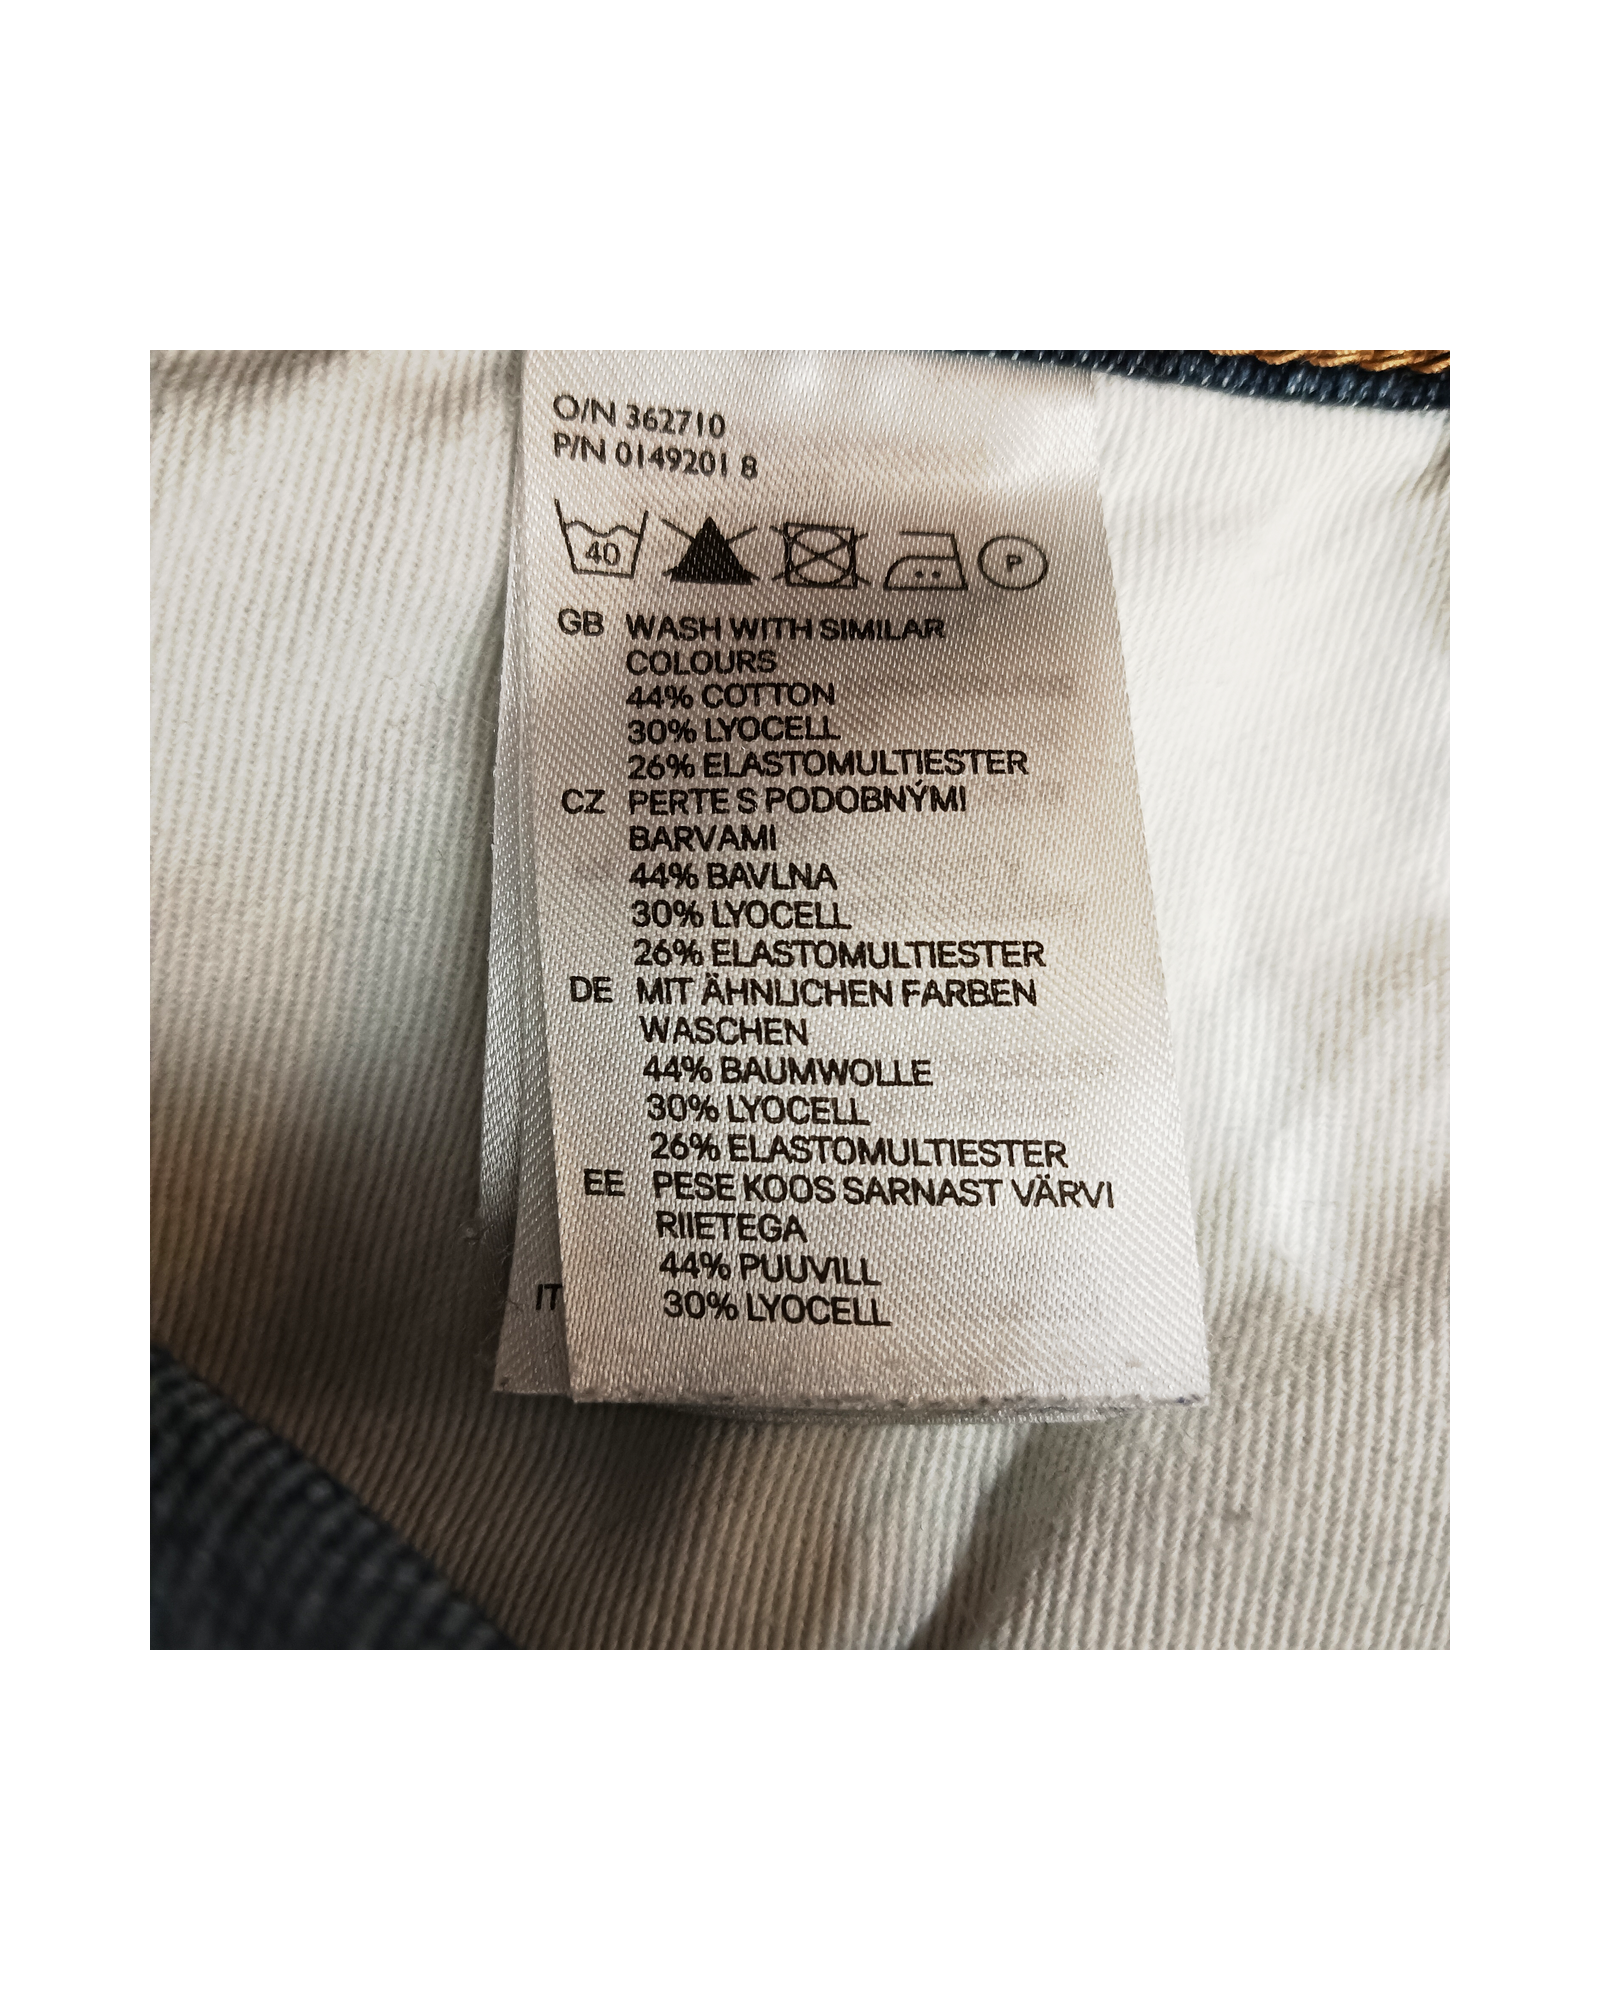 O/N 362710
P/N 0149201 8
40
P
GB WASH WITH SIMILAR
COLOURS
44% COTTON
30% LYOCELL
26% ELASTOMULTIESTER
CZ PERTE S PODOBNÝMI
BARVAMI
44% BAVLNA
30% LYOCELL
26% ELASTOMULTIESTER
DE MIT ÄHNLICHEN FARBEN
WASCHEN
44% BAUMWOLLE
30% LYOCELL
26% ELASTOMULTIESTER
EE PESE KOOS SARNAST VÄRVI
RIIETEGA
44% PUUVILL
30% LYOCELL
IT